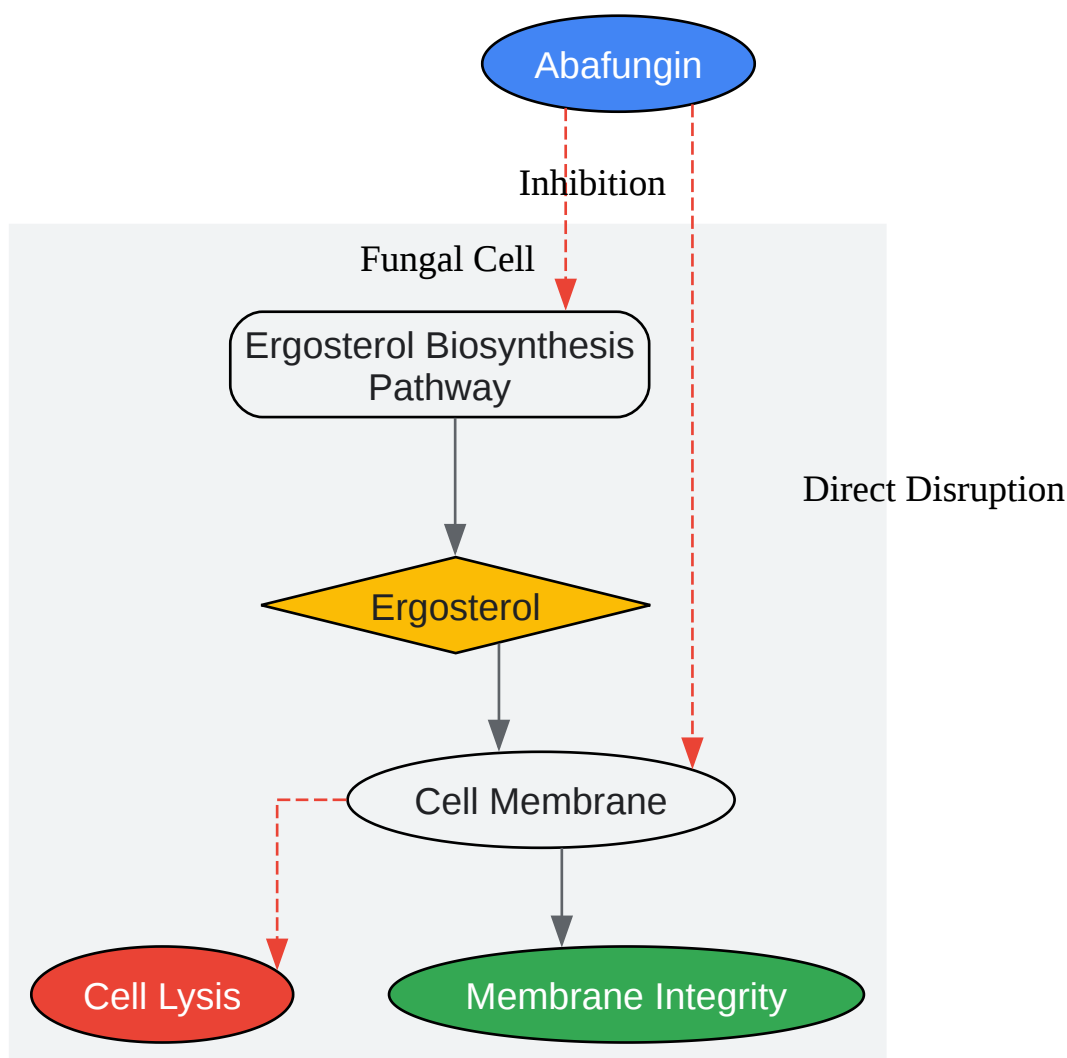 Abafungin
Inhibition
Fungal Cell
Ergosterol Biosynthesis
Pathway
Direct Disruption
Ergosterol
Cell Membrane
Cell Lysis
Membrane Integrity